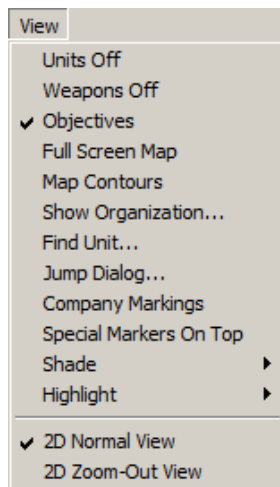 View
Units Off
Weapons Off
Objectives
Full Screen Map
Map Contours
Show Organization...
Find Unit...
Jump Dialog...
Company Markings
Special Markers On Top
Shade
Highlight
2D Normal View
2D Zoom-Out View